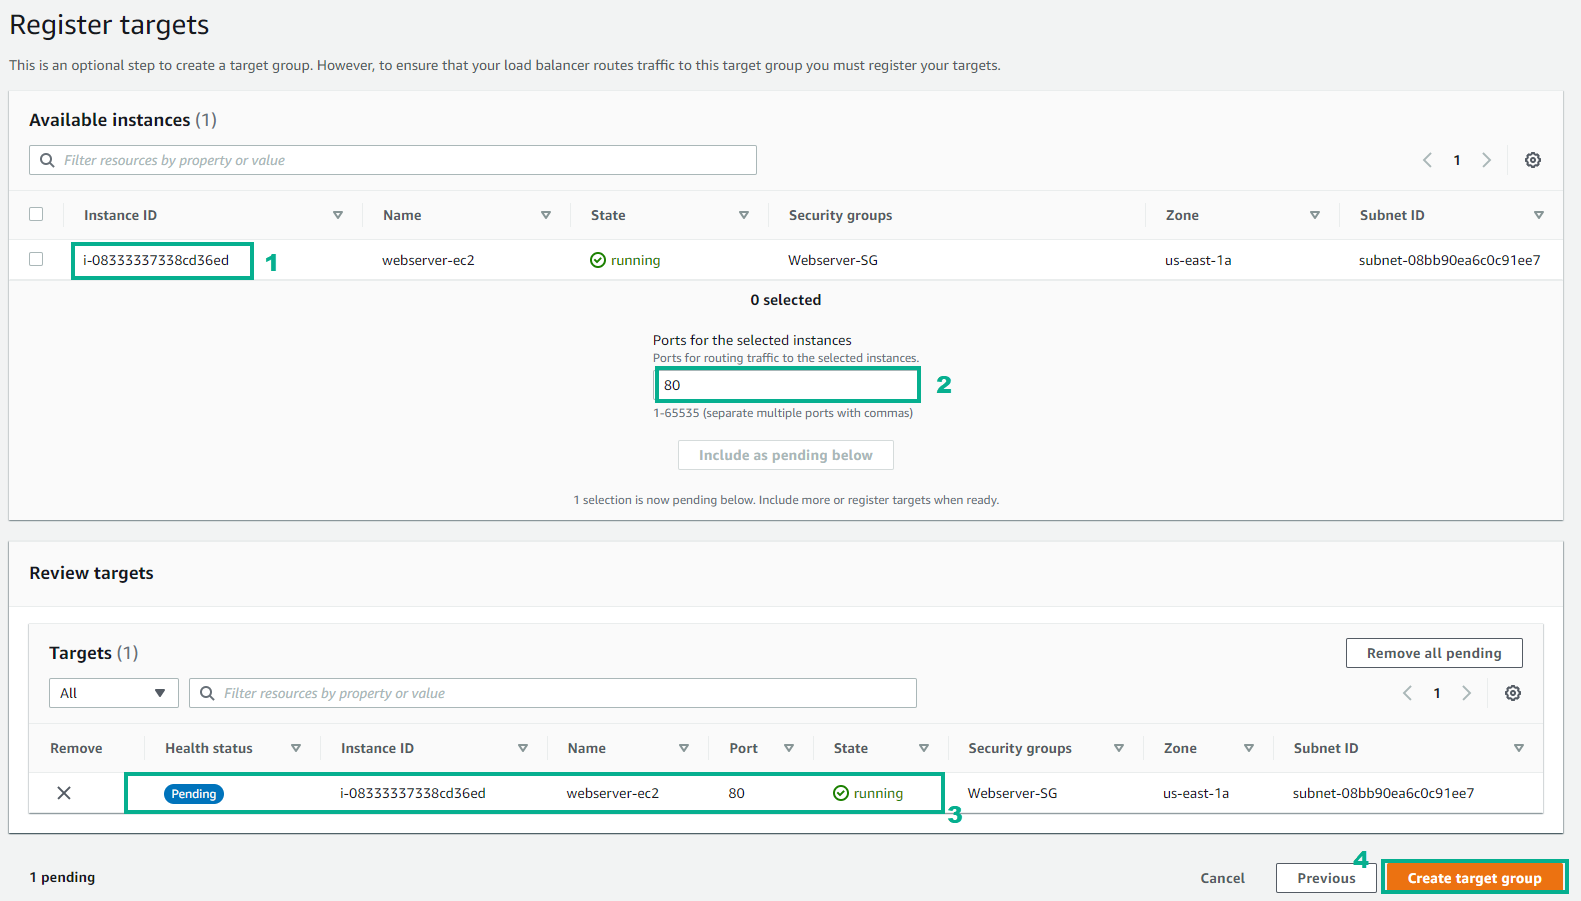 Register targets
This is an optional step to create a target group. However, to ensure that your load balancer routes traffic to this target group you must register your targets.
Available instances (1)
Filter resources by property or value
1
Instance ID Name State Security groups Zone Subnet ID
i-08333337338cd36ed 1 webserver-ec2 running Webserver-SG us-east-1a subnet-08bb90ea6c0c91ee7
0 selected
Ports for the selected instances
Ports for routing traffic to the selected instances.
80 2
1-65535 (separate multiple ports with commas)
Include as pending below
1 selection is now pending below. Include more or register targets when ready.
Review targets
Targets (1) Remove all pending
All Filter resources by property or value 1
Remove Health status Instance ID Name Port State Security groups Zone Subnet ID
Pending i-08333337338cd36ed webserver-ec2 80 running Webserver-SG us-east-1a subnet-08bb90ea6c0c91ee7
3
4
1 pending Cancel Previous Create target group